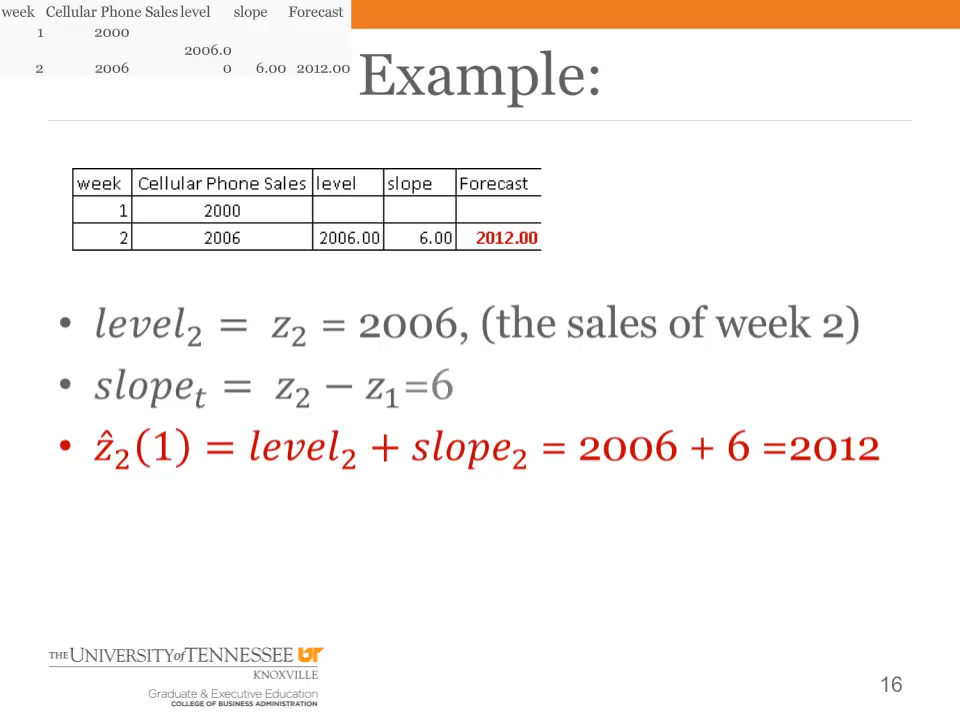 week Cellular Phone Sales level slope Forecast
1 2000
2006.0
2 2006 0 6.00 2012.00
Example:
week Cellular Phone Sales level slope Forecast
1 2000
2 2006 2006.00 6.00 2012.00
• level₂ = z₂ = 2006, (the sales of week 2)
• slopeₜ = z₂ − z₁=6
• ẑ₂(1) = level₂ + slope₂ = 2006 + 6 =2012
THE UNIVERSITY of TENNESSEE UT
KNOXVILLE
Graduate & Executive Education
COLLEGE OF BUSINESS ADMINISTRATION
16